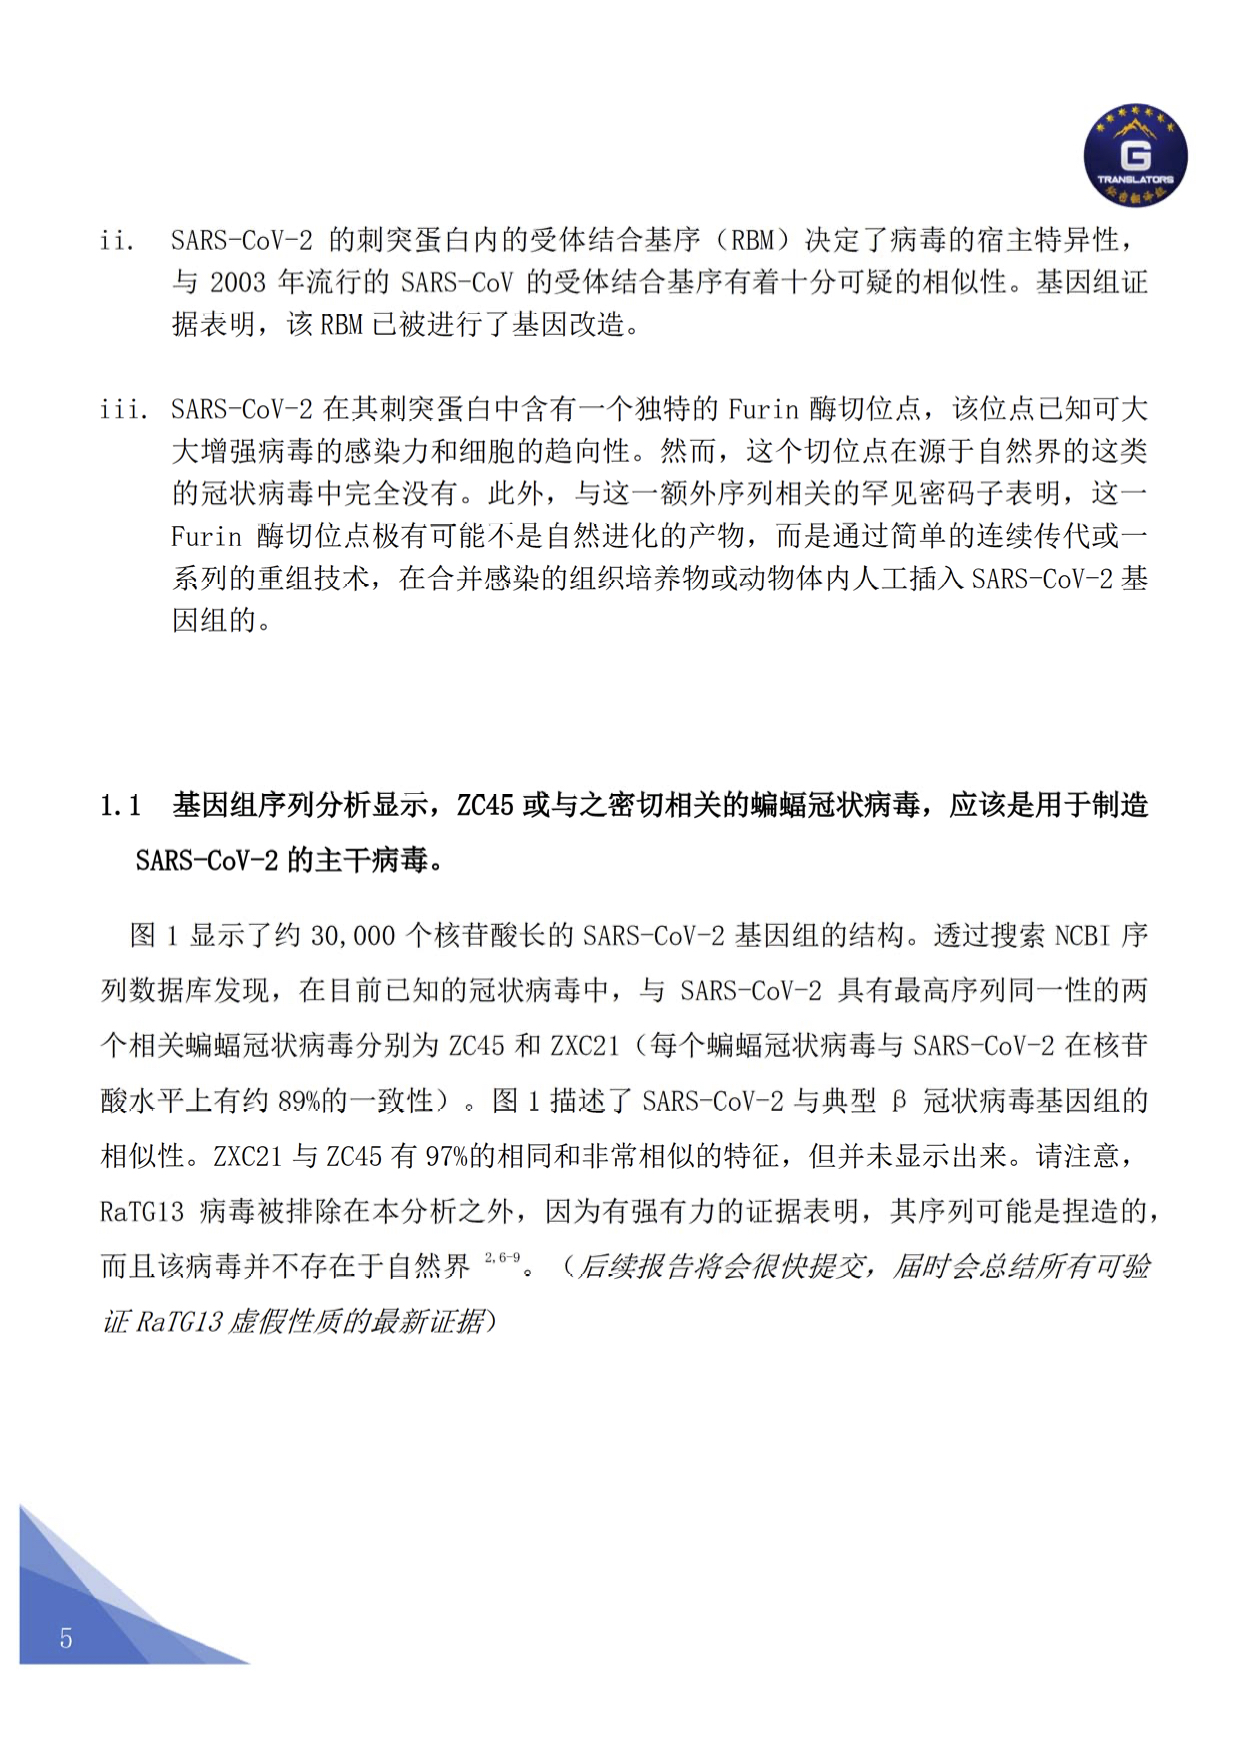 TRANSLATORS
ii. SARS-CoV-2 的刺突蛋白内的受体结合基序（RBM）决定了病毒的宿主特异性，
与 2003 年流行的 SARS-CoV 的受体结合基序有着十分可疑的相似性。基因组证
据表明，该 RBM 已被进行了基因改造。
iii. SARS-CoV-2 在其刺突蛋白中含有一个独特的 Furin 酶切位点，该位点已知可大
大增强病毒的感染力和细胞的趋向性。然而，这个切位点在源于自然界的这类
的冠状病毒中完全没有。此外，与这一额外序列相关的罕见密码子表明，这一
Furin 酶切位点极有可能不是自然进化的产物，而是通过简单的连续传代或一
系列的重组技术，在合并感染的组织培养物或动物体内人工插入 SARS-CoV-2 基
因组的。
1.1 基因组序列分析显示，ZC45 或与之密切相关的蝙蝠冠状病毒，应该是用于制造
SARS-CoV-2 的主干病毒。
图 1 显示了约 30,000 个核苷酸长的 SARS-CoV-2 基因组的结构。透过搜索 NCBI 序
列数据库发现，在目前已知的冠状病毒中，与 SARS-CoV-2 具有最高序列同一性的两
个相关蝙蝠冠状病毒分别为 ZC45 和 ZXC21（每个蝙蝠冠状病毒与 SARS-CoV-2 在核苷
酸水平上有约 89%的一致性）。图 1 描述了 SARS-CoV-2 与典型 β 冠状病毒基因组的
相似性。ZXC21 与 ZC45 有 97%的相同和非常相似的特征，但并未显示出来。请注意，
RaTG13 病毒被排除在本分析之外，因为有强有力的证据表明，其序列可能是捏造的，
而且该病毒并不存在于自然界 2,6-9。（后续报告将会很快提交，届时会总结所有可验
证 RaTG13 虚假性质的最新证据）
5